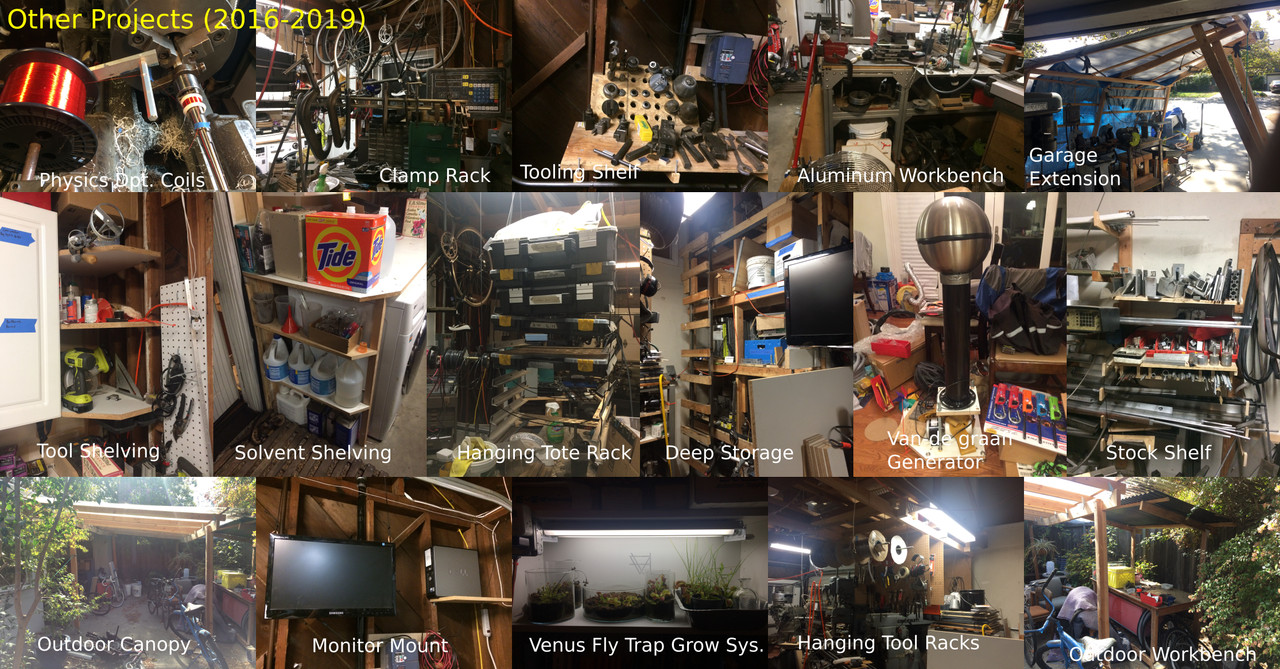 Other Projects (2016-2019)
Physics Dpt. Coils
Clamp Rack
Tooling Shelf
Aluminum Workbench
Garage
Extension
Tool Shelving
Tide
Solvent Shelving
Hanging Tote Rack
Deep Storage
Van de graaff
Generator
Stock Shelf
Outdoor Canopy
SAMSUNG
Monitor Mount
Venus Fly Trap Grow Sys.
Hanging Tool Racks
Outdoor Workbench